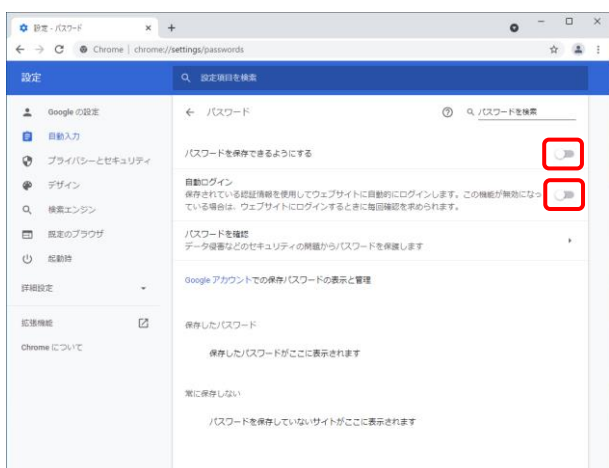 設定 - パスワード
Chrome | chrome://settings/passwords
設定
設定項目を検索
Google の設定
自動入力
プライバシーとセキュリティ
デザイン
検索エンジン
既定のブラウザ
起動時
詳細設定
拡張機能
Chrome について
パスワード
パスワードを検索
パスワードを保存できるようにする
自動ログイン
保存されている認証情報を使用してウェブサイトに自動的にログインします。この機能が無効になっ
ている場合は、ウェブサイトにログインするときに毎回確認を求められます。
パスワードを確認
データ侵害などのセキュリティの問題からパスワードを保護します
Google アカウントでの保存パスワードの表示と管理
保存したパスワード
保存したパスワードがここに表示されます
常に保存しない
パスワードを保存していないサイトがここに表示されます